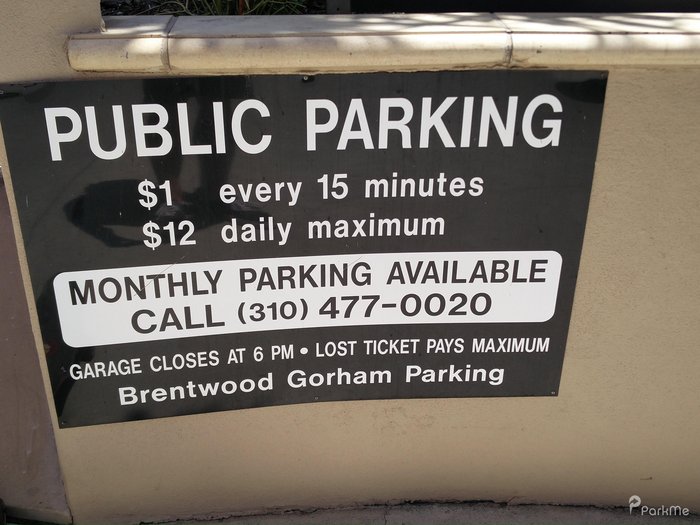 PUBLIC PARKING
$1 every 15 minutes
$12 daily maximum
MONTHLY PARKING AVAILABLE
CALL (310) 477-0020
GARAGE CLOSES AT 6 PM • LOST TICKET PAYS MAXIMUM
Brentwood Gorham Parking
ParkMe